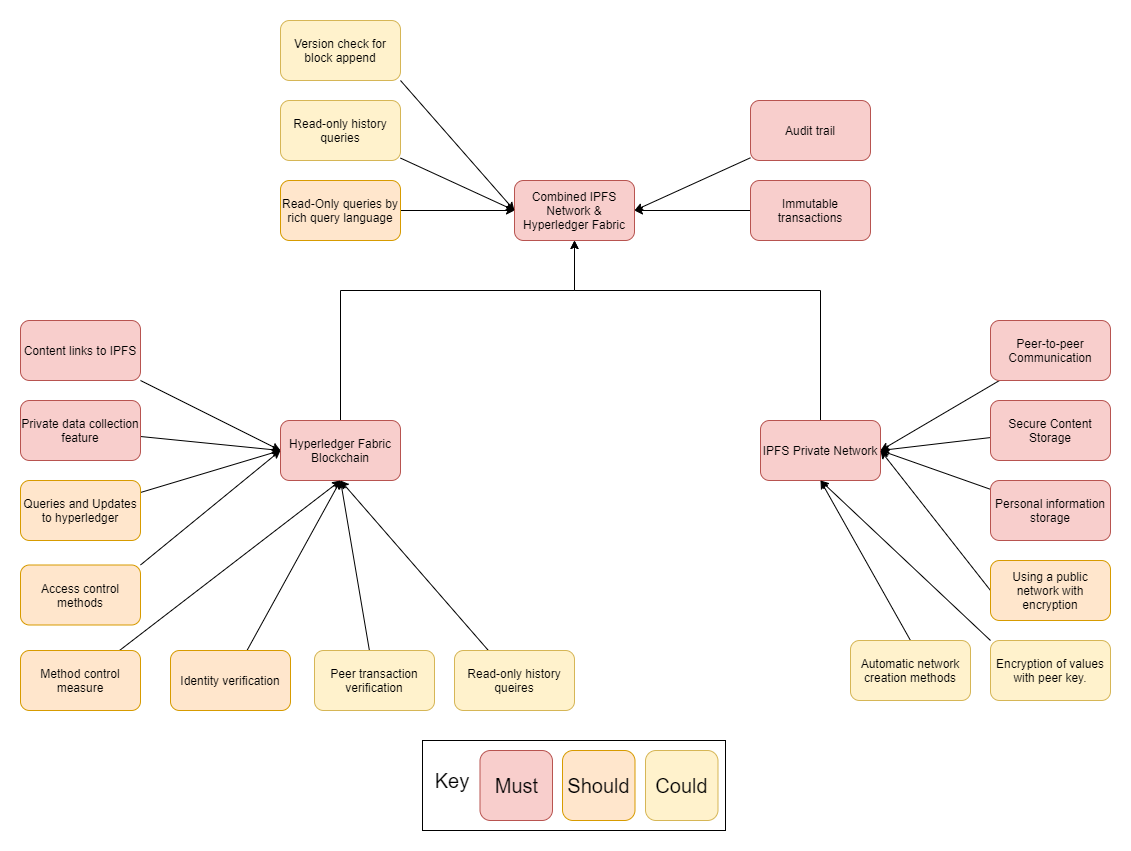 Version check for
block append
Read-only history
queries
Audit trail
Read-Only queries by
rich query language
Combined IPFS
Network &
Hyperledger Fabric
Immutable
transactions
Content links to IPFS
Peer-to-peer
Communication
Private data collection
feature
Hyperledger Fabric
Blockchain
IPFS Private Network
Secure Content
Storage
Queries and Updates
to hyperledger
Personal information
storage
Access control
methods
Using a public
network with
encryption
Method control
measure
Identity verification
Peer transaction
verification
Read-only history
queires
Automatic network
creation methods
Encryption of values
with peer key.
Key
Must
Should
Could